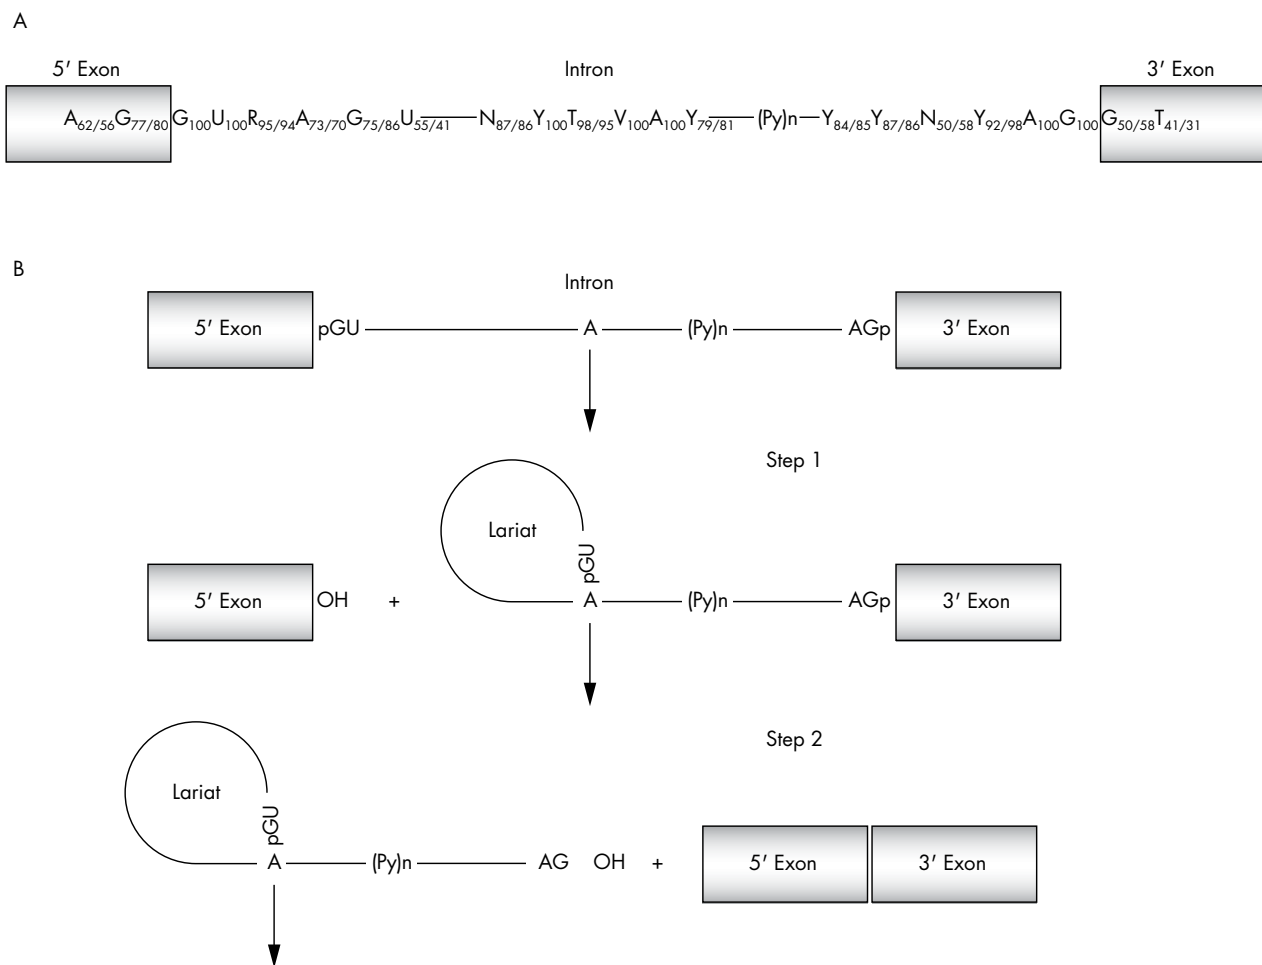 A
5' Exon Intron 3' Exon
A62/56G77/80G100U100R95/94A73/70G75/86U55/41 N87/86Y100T98/95V100A100Y79/81 (Py)n Y84/85Y87/86N50/58Y92/98A100G100G50/58T41/31
B
Intron
5' Exon pGU A (Py)n AGp 3' Exon
Step 1
Lariat
pGU
5' Exon OH + A (Py)n AGp 3' Exon
Step 2
Lariat
pGU
A (Py)n AG OH + 5' Exon 3' Exon